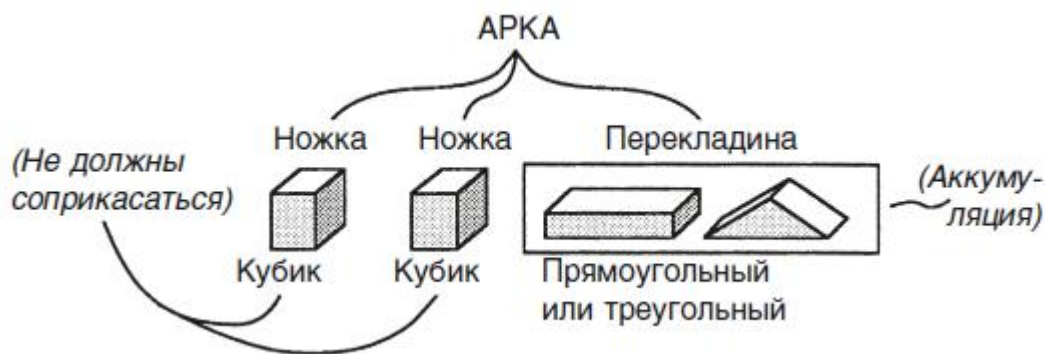 АРКА
Ножка Ножка Перекладина
(Не должны
соприкасаться)
(Аккуму-
ляция)
Кубик Кубик Прямоугольный
или треугольный